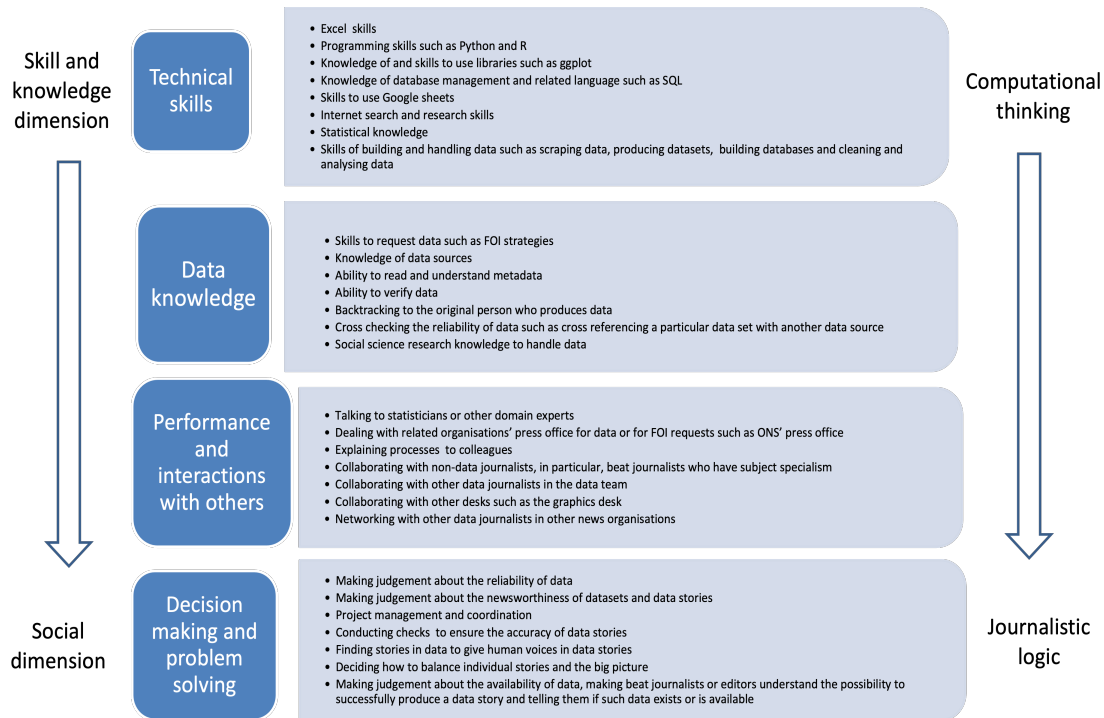 Skill and
knowledge
dimension
Technical
skills
• Excel skills
• Programming skills such as Python and R
• Knowledge of and skills to use libraries such as ggplot
• Knowledge of database management and related language such as SQL
• Skills to use Google sheets
• Internet search and research skills
• Statistical knowledge
• Skills of building and handling data such as scraping data, producing datasets, building databases and cleaning and
analysing data
Computational
thinking
Data
knowledge
• Skills to request data such as FOI strategies
• Knowledge of data sources
• Ability to read and understand metadata
• Ability to verify data
• Backtracking to the original person who produces data
• Cross checking the reliability of data such as cross referencing a particular data set with another data source
• Social science research knowledge to handle data
Performance
and
interactions
with others
• Talking to statisticians or other domain experts
• Dealing with related organisations’ press office for data or for FOI requests such as ONS’ press office
• Explaining processes to colleagues
• Collaborating with non-data journalists, in particular, beat journalists who have subject specialism
• Collaborating with other data journalists in the data team
• Collaborating with other desks such as the graphics desk
• Networking with other data journalists in other news organisations
Social
dimension
Decision
making and
problem
solving
• Making judgement about the reliability of data
• Making judgement about the newsworthiness of datasets and data stories
• Project management and coordination
• Conducting checks to ensure the accuracy of data stories
• Finding stories in data to give human voices in data stories
• Deciding how to balance individual stories and the big picture
• Making judgement about the availability of data, making beat journalists or editors understand the possibility to
successfully produce a data story and telling them if such data exists or is available
Journalistic
logic